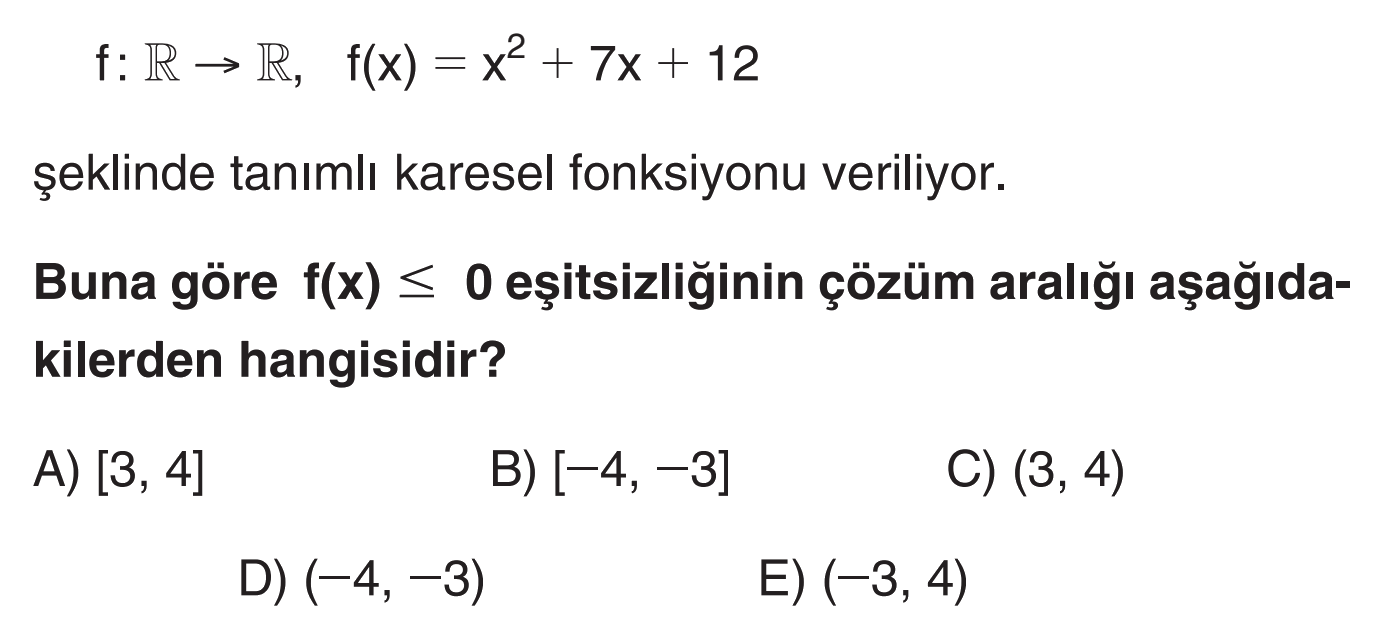 f: ℝ → ℝ, f(x) = x² + 7x + 12
şeklinde tanımlı karesel fonksiyonu veriliyor.
Buna göre f(x) ≤ 0 eşitsizliğinin çözüm aralığı aşağıda-
kilerden hangisidir?
A) [3, 4] B) [−4, −3] C) (3, 4)
D) (−4, −3) E) (−3, 4)